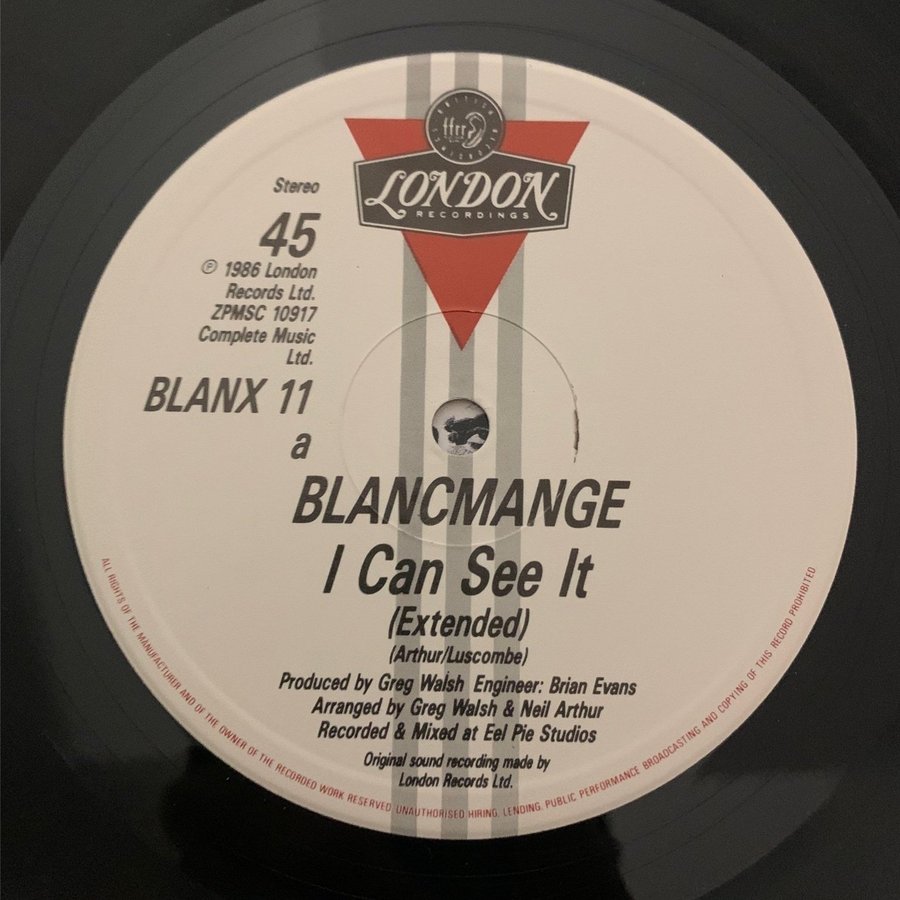 BRITISH
ffrr
LONDON
RECORDINGS
Stereo
45
℗ 1986 London
Records Ltd.
ZPMSC 10917
Complete Music
Ltd.
BLANX 11
a
BLANCMANGE
I Can See It
(Extended)
(Arthur/Luscombe)
Produced by Greg Walsh Engineer: Brian Evans
Arranged by Greg Walsh & Neil Arthur
Recorded & Mixed at Eel Pie Studios
Original sound recording made by
London Records Ltd.
ALL RIGHTS OF THE MANUFACTURER AND OF THE OWNER OF THE RECORDED WORK RESERVED. UNAUTHORISED HIRING, LENDING, PUBLIC PERFORMANCE BROADCASTING AND COPYING OF THIS RECORD PROHIBITED